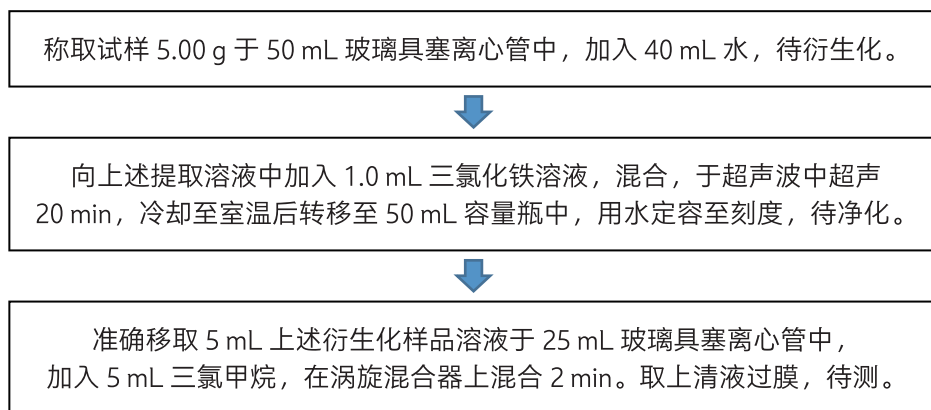 称取试样 5.00 g 于 50 mL 玻璃具塞离心管中，加入 40 mL 水，待衍生化。
向上述提取溶液中加入 1.0 mL 三氯化铁溶液，混合，于超声波中超声
20 min，冷却至室温后转移至 50 mL 容量瓶中，用水定容至刻度，待净化。
准确移取 5 mL 上述衍生化样品溶液于 25 mL 玻璃具塞离心管中，
加入 5 mL 三氯甲烷，在涡旋混合器上混合 2 min。取上清液过膜，待测。